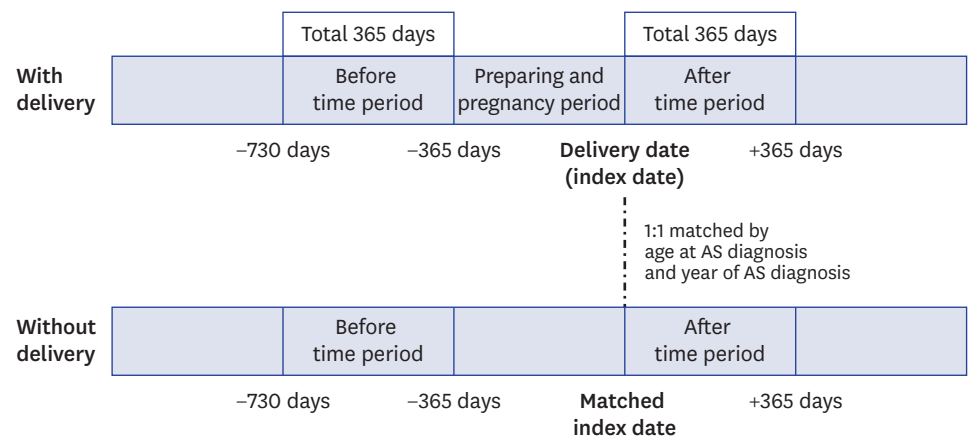 Total 365 days
Total 365 days
With
delivery
Before
time period
Preparing and
pregnancy period
After
time period
−730 days
−365 days
Delivery date
(index date)
+365 days
1:1 matched by
age at AS diagnosis
and year of AS diagnosis
Without
delivery
Before
time period
After
time period
−730 days
−365 days
Matched
index date
+365 days